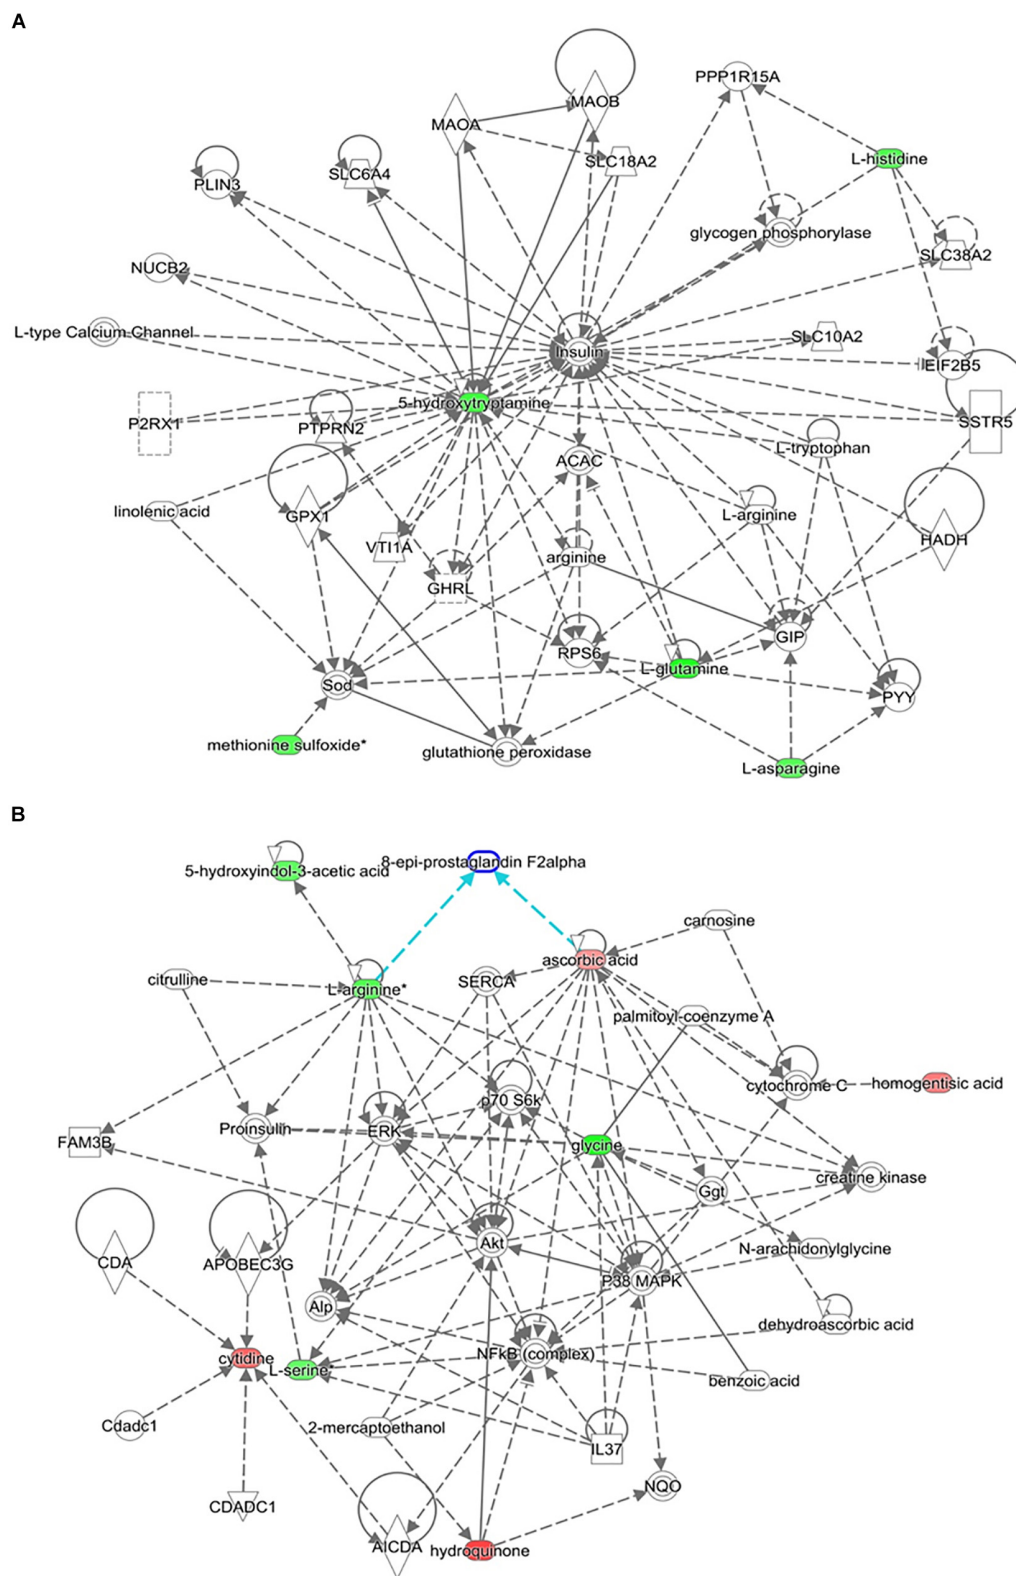 A
PPP1R15A
MAOB
MAOA
L-histidine
SLC18A2
SLC6A4
PLIN3
glycogen phosphorylase
SLC38A2
NUCB2
L-type Calcium Channel
SLC10A2
Insulin
EIF2B5
5-hydroxytryptamine
P2RX1
PTPRN2
SSTR5
L-tryptophan
ACAC
linolenic acid
GPX1
L-arginine
HADH
VTI1A
arginine
GHRL
GIP
RPS6
L-glutamine
Sod
PYY
methionine sulfoxide*
glutathione peroxidase
L-asparagine
B
8-epi-prostaglandin F2alpha
5-hydroxyindol-3-acetic acid
carnosine
ascorbic acid
citrulline
SERCA
L-arginine*
palmitoyl-coenzyme A
cytochrome C
homogentisic acid
p70 S6k
Proinsulin
ERK
FAM3B
glycine
creatine kinase
Ggt
Akt
N-arachidonylglycine
CDA
APOBEC3G
P38 MAPK
Alp
dehydroascorbic acid
NFkB (complex)
cytidine
L-serine
benzoic acid
Cdadc1
2-mercaptoethanol
IL37
NQO
CDADC1
AICDA
hydroquinone